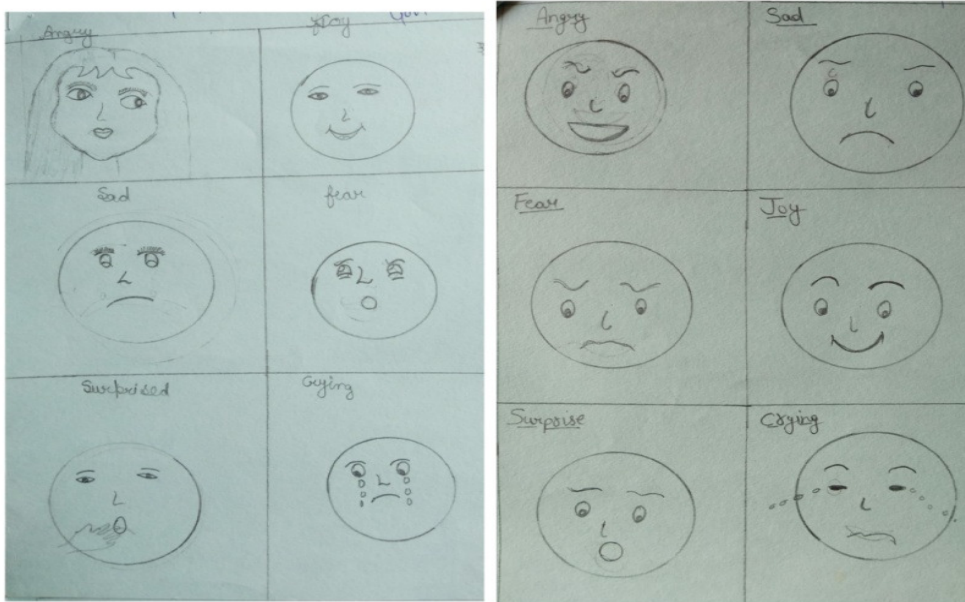 Angry
Joy
Sad
fear
Surprised
Crying
Angry
Sad
Fear
Joy
Surprise
Crying